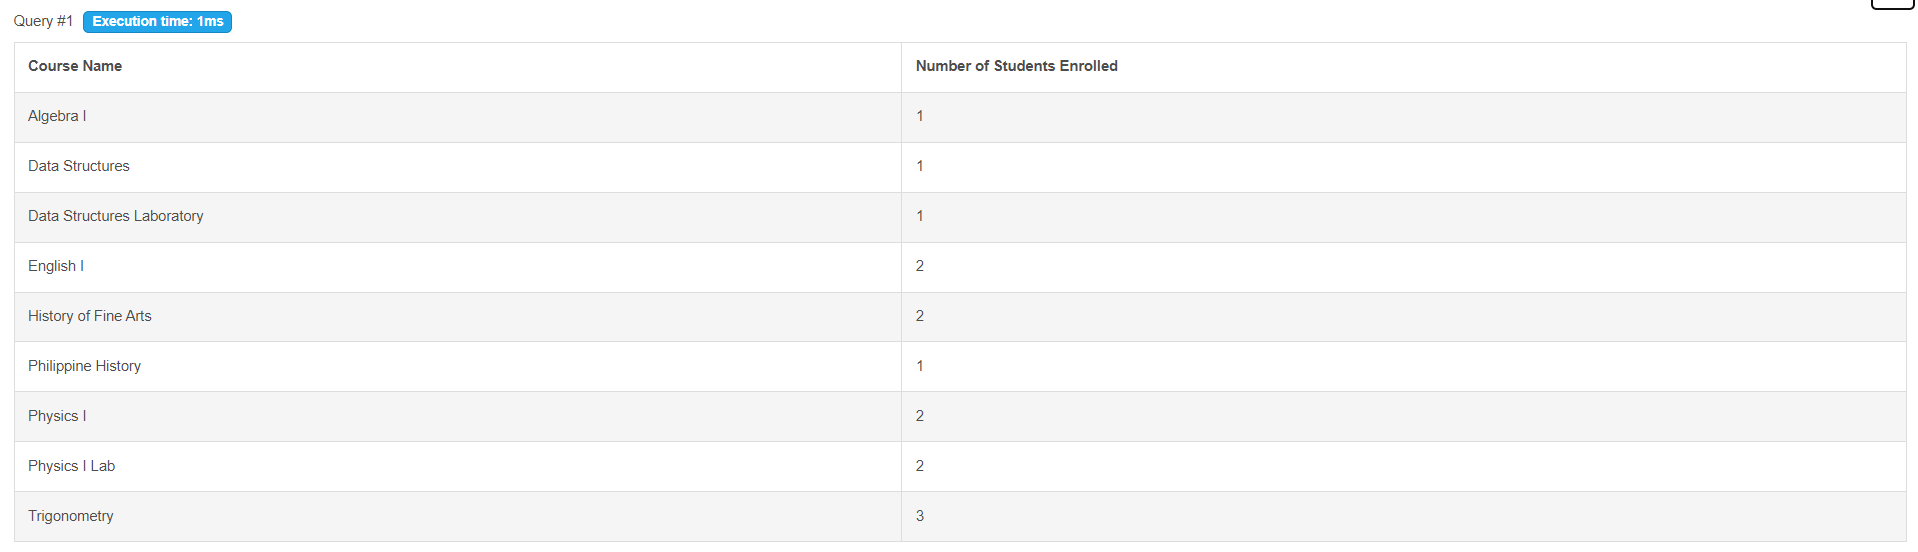 Query #1 Execution time: 1ms
Course Name Number of Students Enrolled
Algebra I 1
Data Structures 1
Data Structures Laboratory 1
English I 2
History of Fine Arts 2
Philippine History 1
Physics I 2
Physics I Lab 2
Trigonometry 3